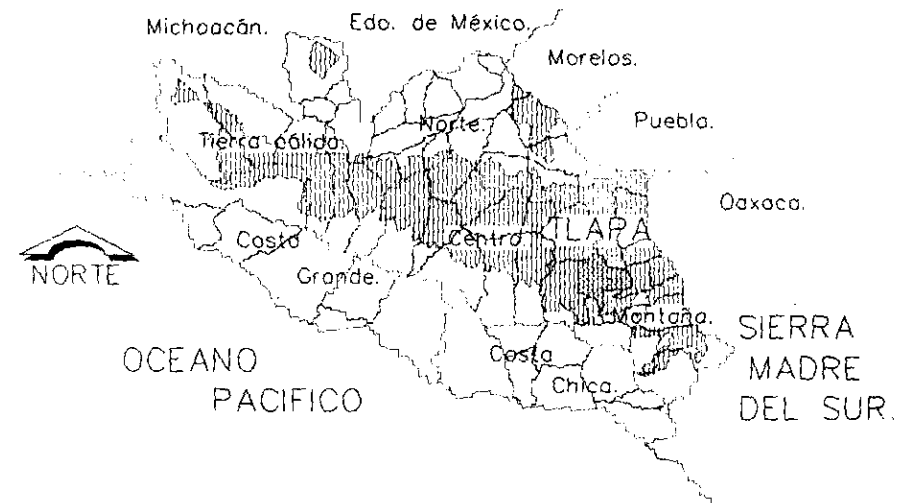 Michoacán.
Edo. de México.
Morelos.
Puebla.
Norte.
Tierra cálida.
Oaxaca.
NORTE
Costa
Grande.
Centro
TLAPA
Montaña.
Costa
Chica.
OCEANO
PACIFICO
SIERRA
MADRE
DEL SUR.